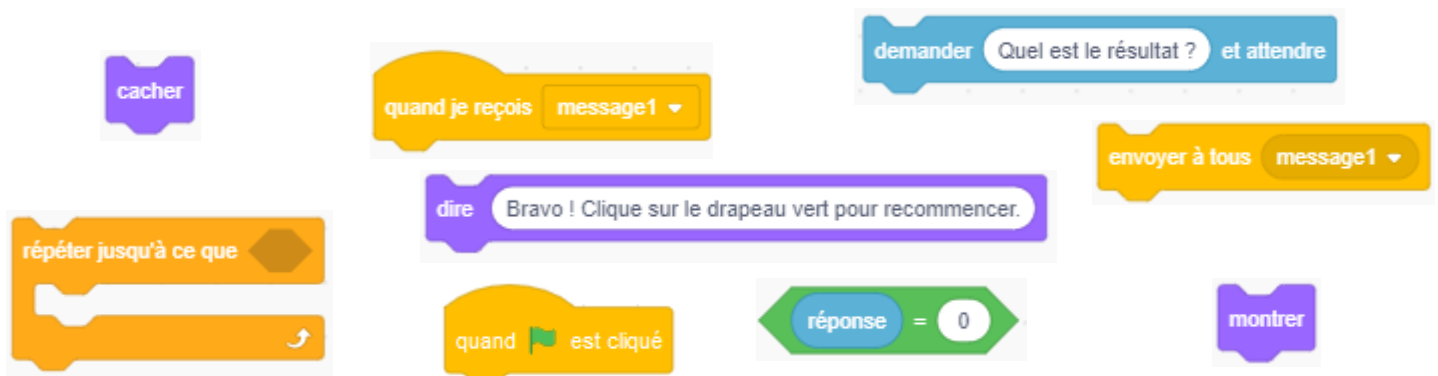 demander Quel est le résultat ? et attendre
cacher
quand je reçois message1
envoyer à tous message1
dire Bravo ! Clique sur le drapeau vert pour recommencer.
répéter jusqu'à ce que
quand est cliqué
réponse = 0
montrer